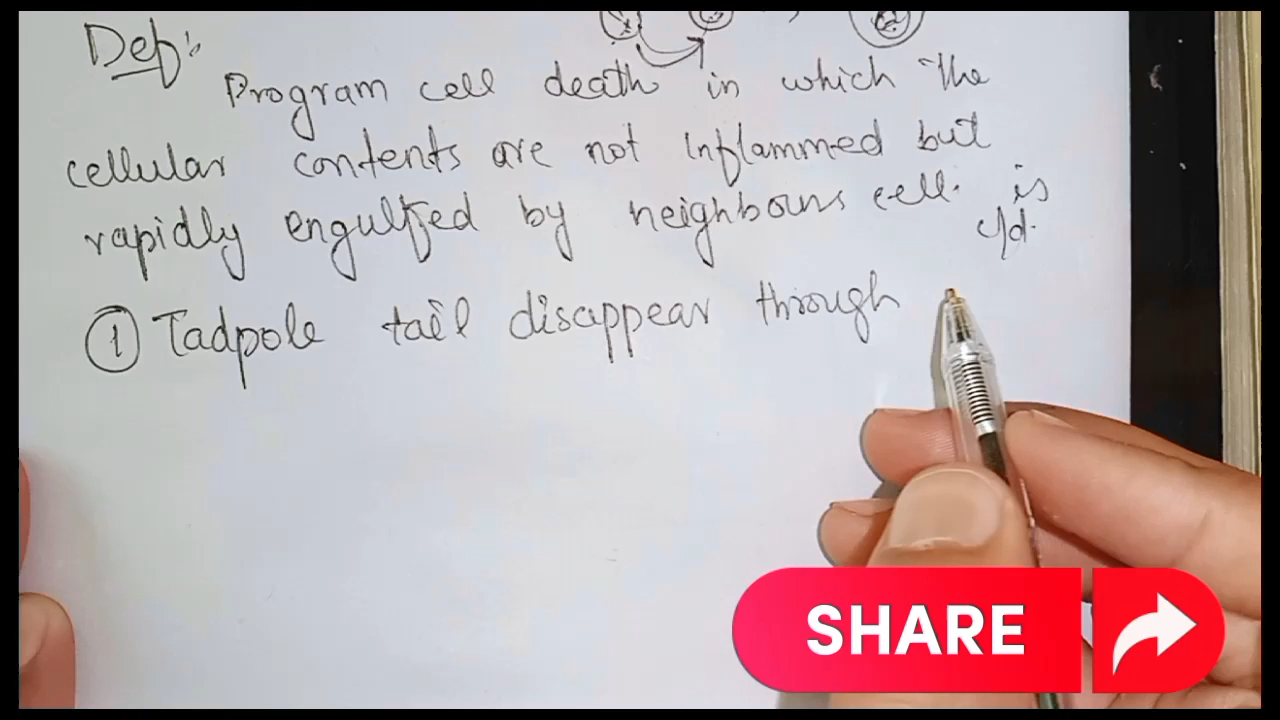 Def:
Program cell death in which the
cellular contents are not inflammed but
rapidly engulfed by neighbours cell. is
c/d.
① Tadpole tail disappear through
SHARE